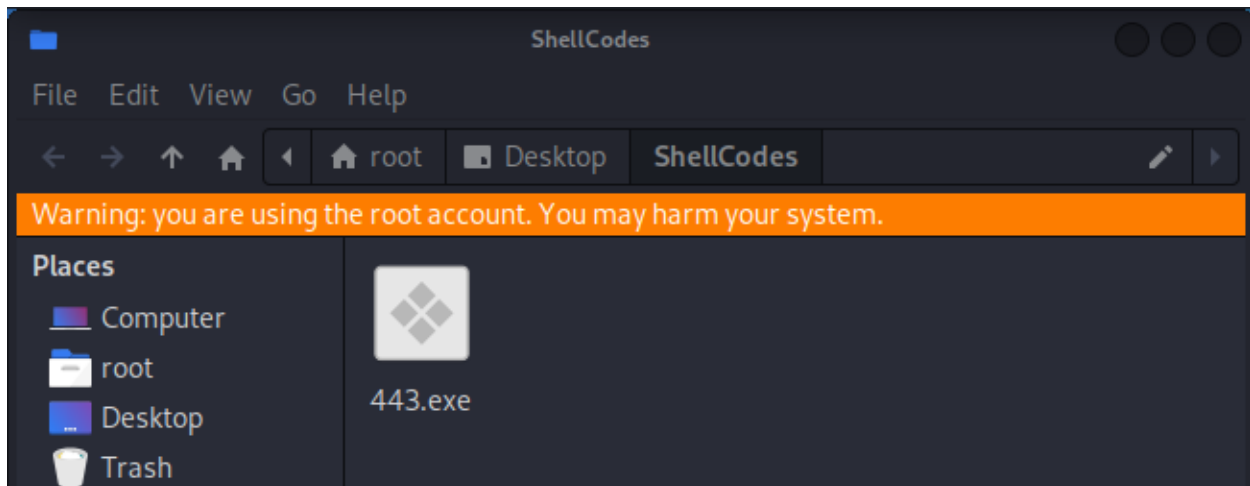 ShellCodes
File Edit View Go Help
root Desktop ShellCodes
Warning: you are using the root account. You may harm your system.
Places
Computer
root
Desktop
Trash
443.exe